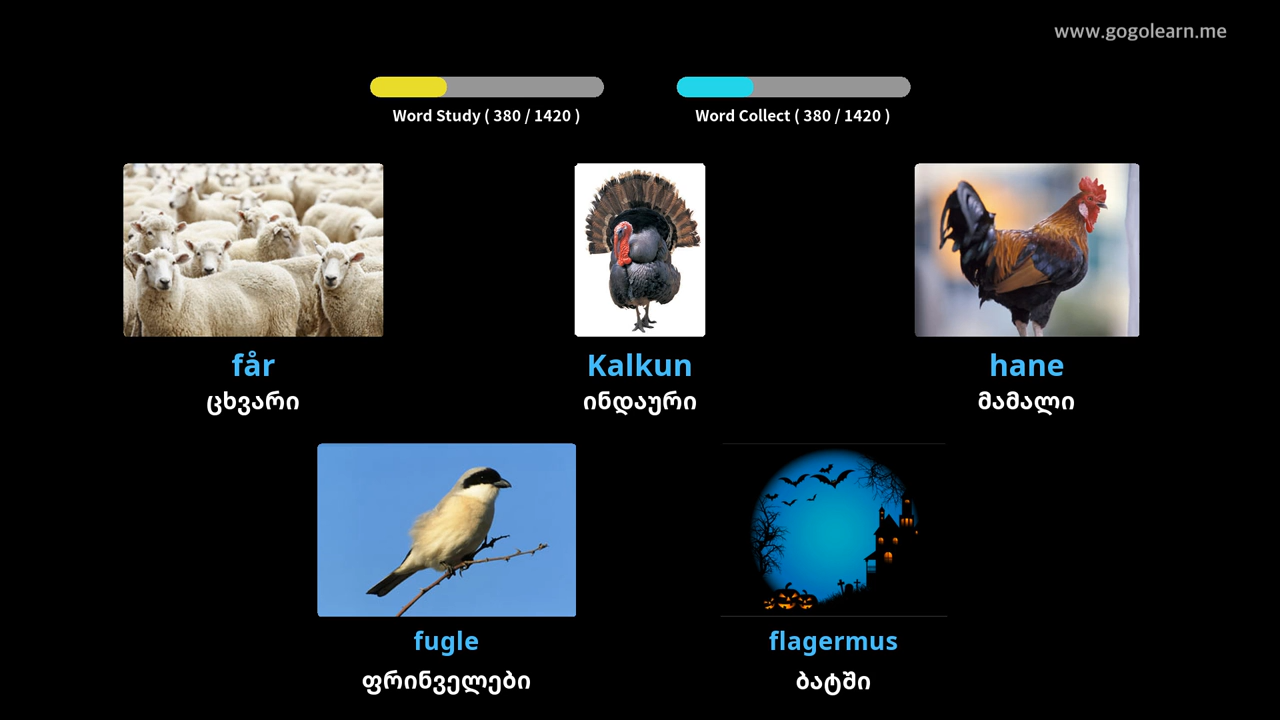 www.gogolearn.me
Word Study ( 380 / 1420 )
Word Collect ( 380 / 1420 )
får
ცხვარი
Kalkun
ინდაური
hane
მამალი
fugle
ფრინველები
flagermus
ბატში